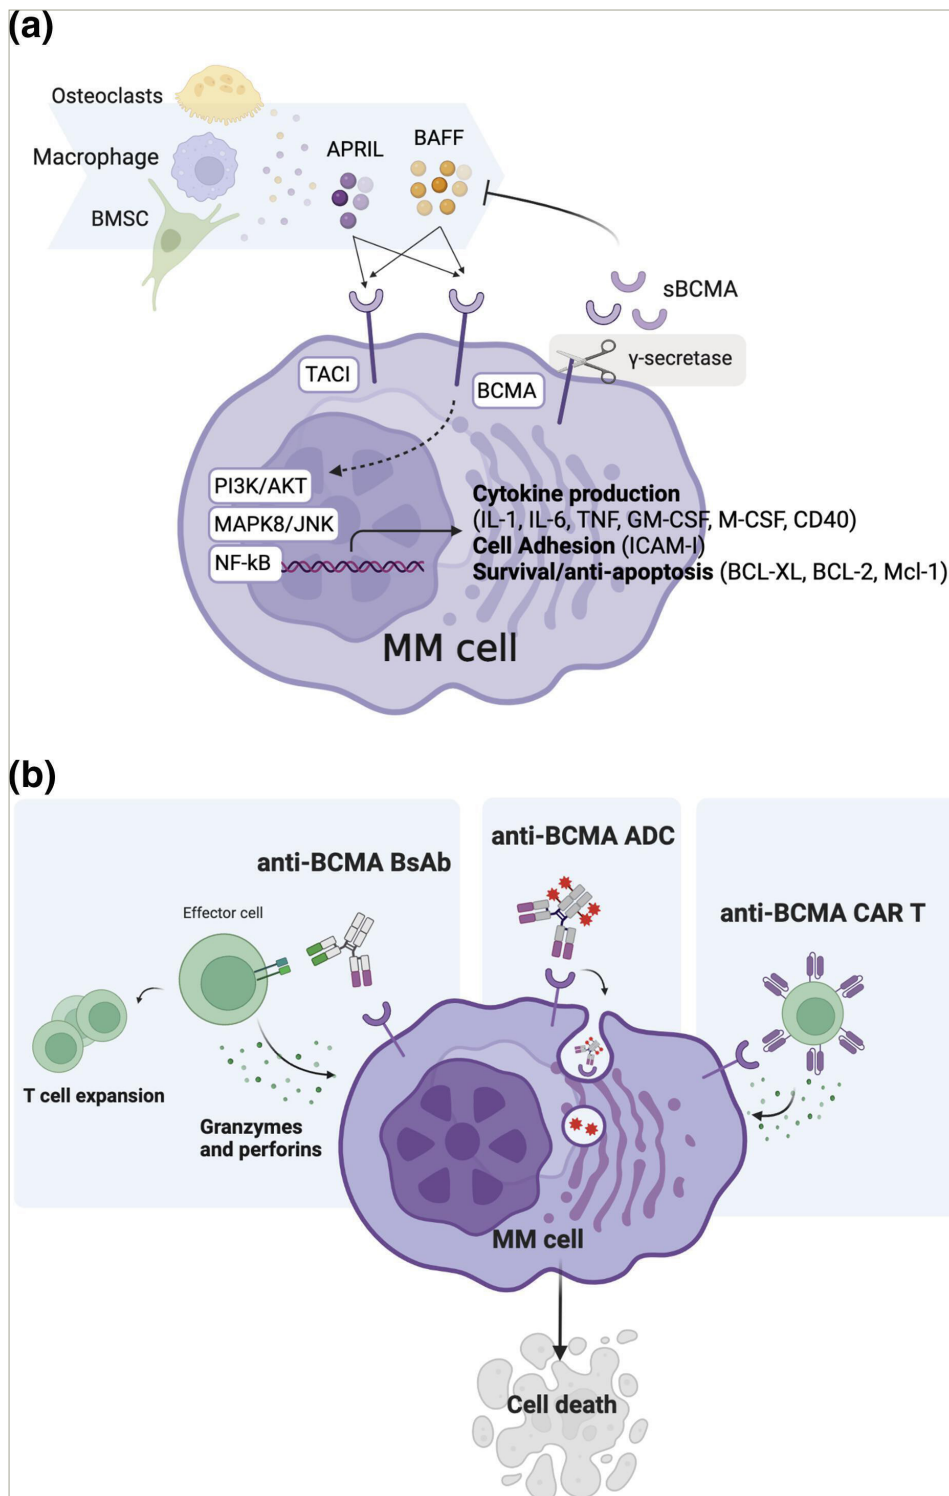 (a)
Osteoclasts
Macrophage
BMSC
APRIL
BAFF
sBCMA
γ-secretase
TACI
BCMA
PI3K/AKT
MAPK8/JNK
NF-kB
Cytokine production
(IL-1, IL-6, TNF, GM-CSF, M-CSF, CD40)
Cell Adhesion (ICAM-I)
Survival/anti-apoptosis (BCL-XL, BCL-2, Mcl-1)
MM cell
(b)
anti-BCMA BsAb
anti-BCMA ADC
anti-BCMA CAR T
Effector cell
T cell expansion
Granzymes
and perforins
MM cell
Cell death